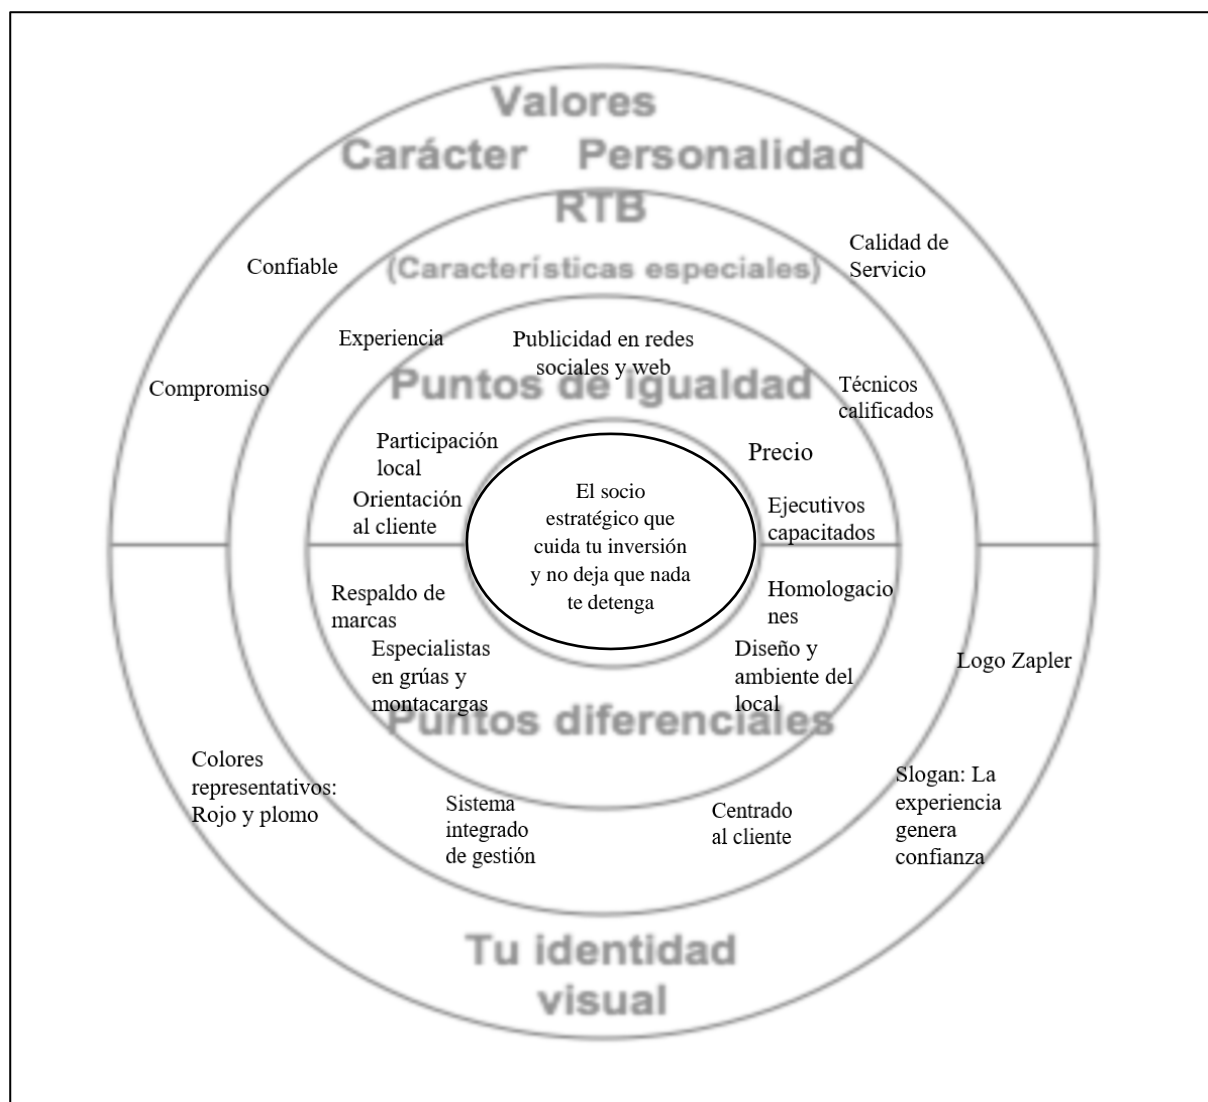 Valores
Carácter Personalidad
RTB
(Características especiales)
Confiable
Calidad de
Servicio
Experiencia
Publicidad en redes
sociales y web
Compromiso
Puntos de igualdad
Técnicos
calificados
Participación
local
Precio
Orientación
al cliente
Ejecutivos
capacitados
El socio
estratégico que
cuida tu inversión
y no deja que nada
te detenga
Respaldo de
marcas
Homologacio
nes
Especialistas
en grúas y
montacargas
Diseño y
ambiente del
local
Logo Zapler
Puntos diferenciales
Colores
representativos:
Rojo y plomo
Sistema
integrado
de gestión
Centrado
al cliente
Slogan: La
experiencia
genera
confianza
Tu identidad
visual